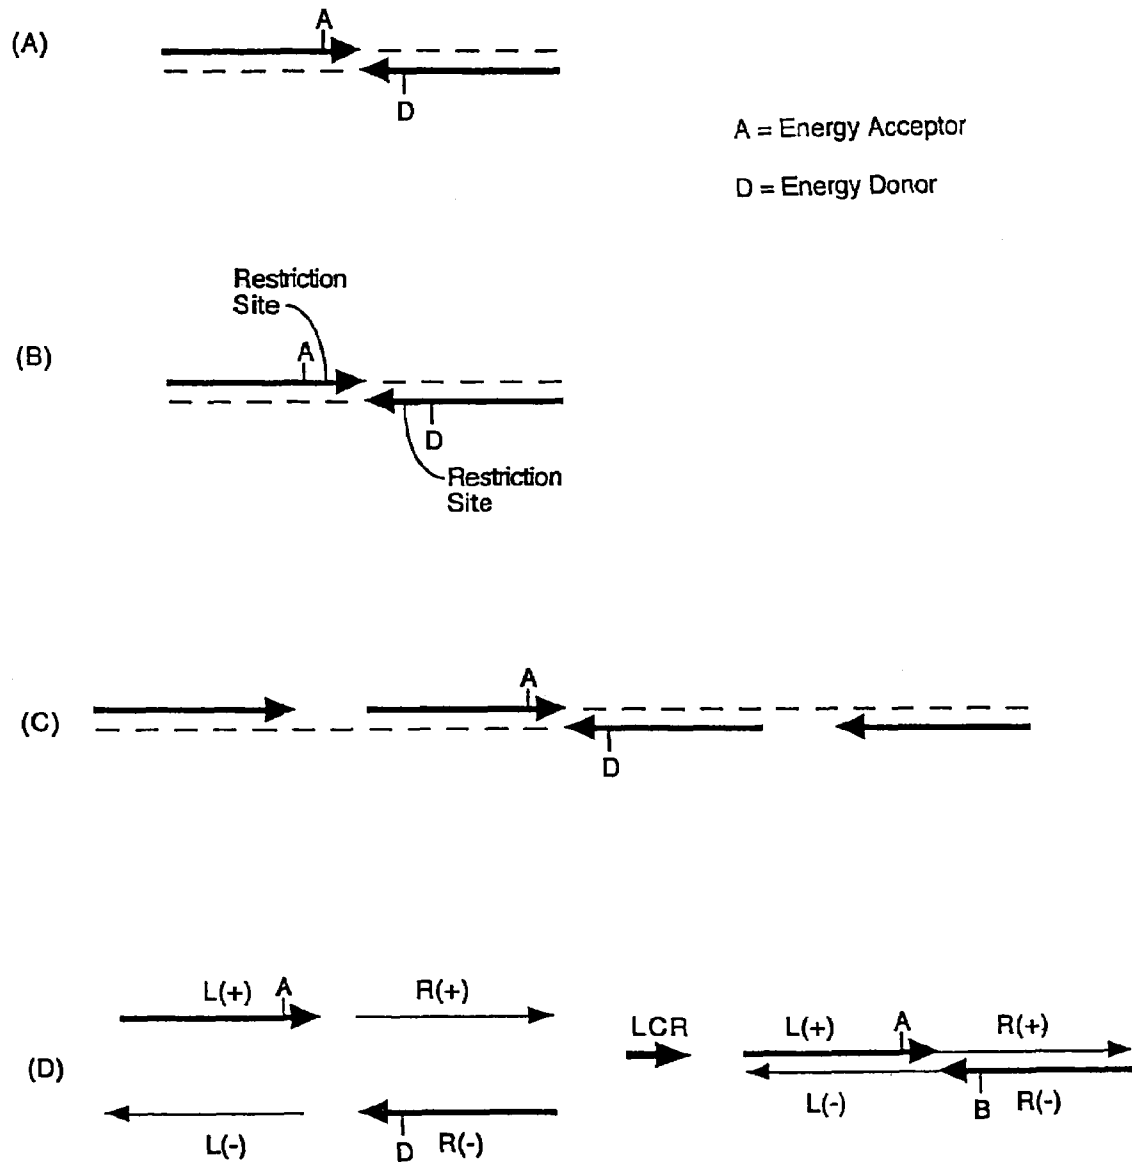 (A)
A
D
A = Energy Acceptor
D = Energy Donor
(B)
Restriction
Site
A
D
Restriction
Site
(C)
A
D
(D)
L(+) A R(+)
L(-) D R(-)
LCR
L(+) A R(+)
L(-) B R(-)